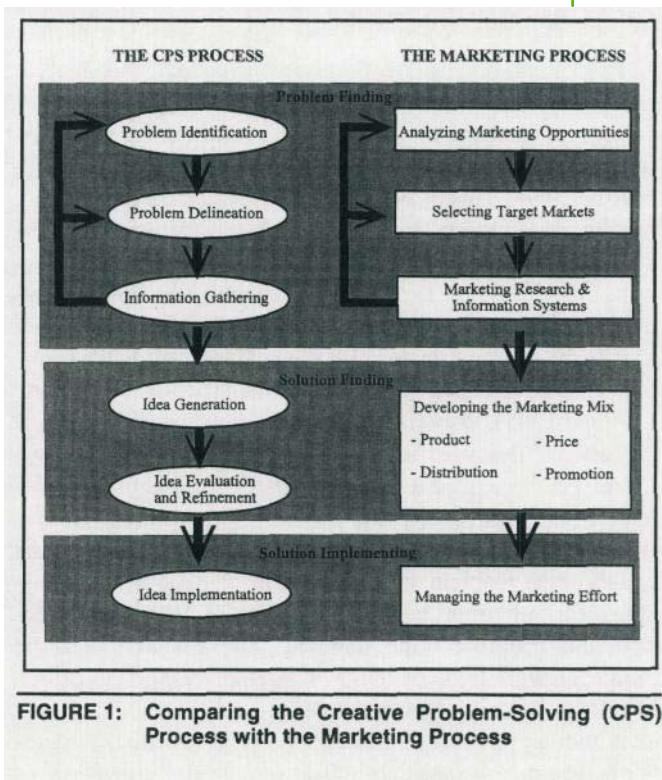 THE CPS PROCESS
THE MARKETING PROCESS
Problem Finding
Problem Identification
Analyzing Marketing Opportunities
Problem Delineation
Selecting Target Markets
Information Gathering
Marketing Research &
Information Systems
Solution Finding
Idea Generation
Developing the Marketing Mix
- Product
- Price
- Distribution
- Promotion
Idea Evaluation
and Refinement
Solution Implementing
Idea Implementation
Managing the Marketing Effort
FIGURE 1: Comparing the Creative Problem-Solving (CPS)
Process with the Marketing Process